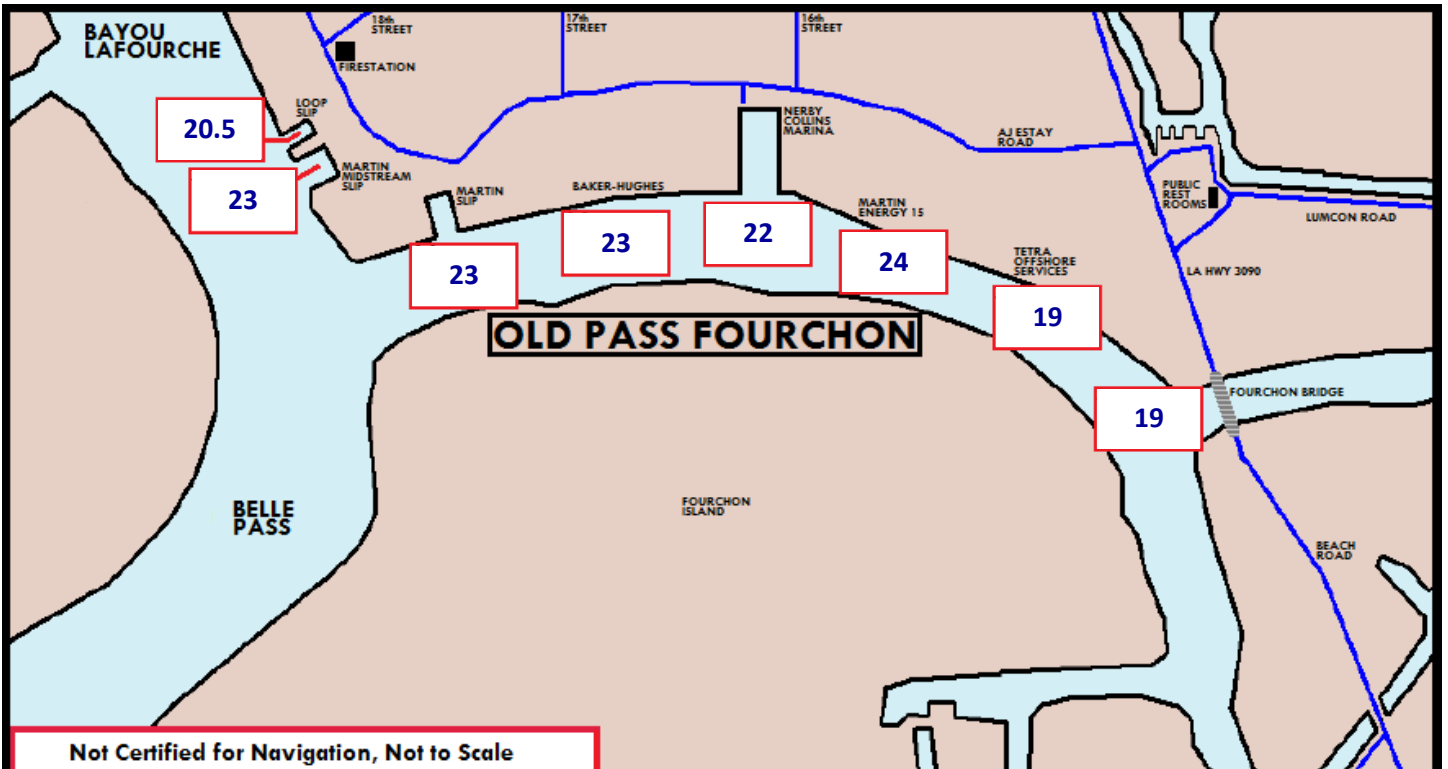 BAYOU
LAFOURCHE
18th
STREET
17th
STREET
16th
STREET
FIRESTATION
LOOP
SLIP
20.5
MARTIN
MIDSTREAM
SLIP
23
MARTIN
SLIP
23
BAKER-HUGHES
23
NERBY
COLLINS
MARINA
22
MARTIN
ENERGY 15
24
AJ ESTAY
ROAD
PUBLIC
REST
ROOMS
LUMCON ROAD
LA HWY 3090
TETRA
OFFSHORE
SERVICES
19
OLD PASS FOURCHON
19
FOURCHON BRIDGE
BELLE
PASS
FOURCHON
ISLAND
BEACH
ROAD
Not Certified for Navigation, Not to Scale